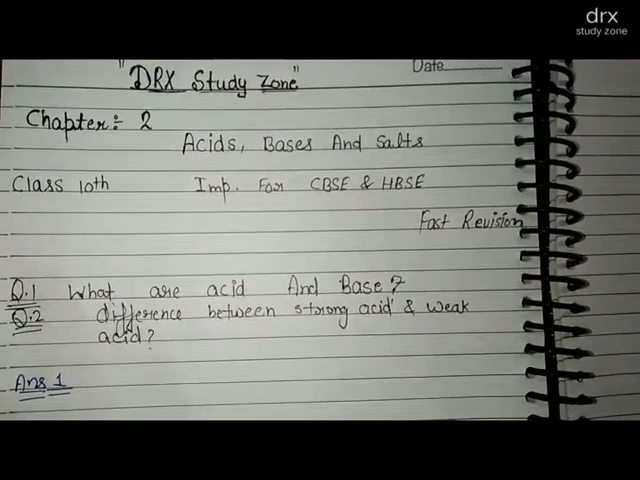 drx
study zone
"DRX Study Zone"
Date
Chapter:- 2
Acids, Bases And Salts
Class 10th Imp. For CBSE & HBSE
Fast Revision
Q.1 What are acid And Base?
Q.2 difference between strong acid & weak
acid?
Ans 1